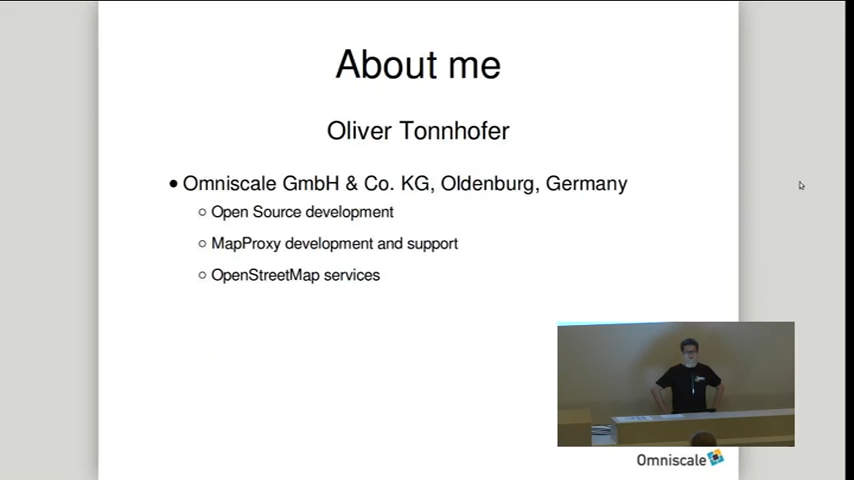 About me
Oliver Tonnhofer
Omniscale GmbH & Co. KG, Oldenburg, Germany
Open Source development
MapProxy development and support
OpenStreetMap services
Omniscale